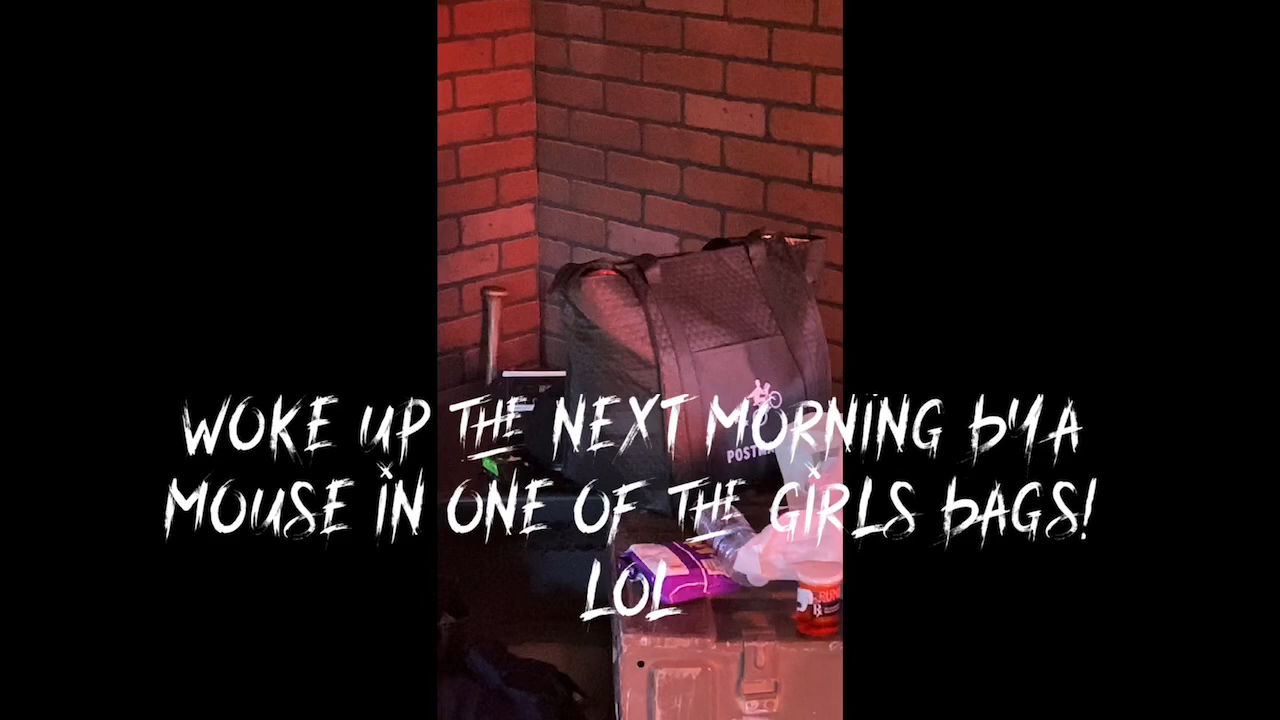 WOKE UP THE NEXT MORNING BY A
MOUSE IN ONE OF THE GIRLS BAGS!
LOL